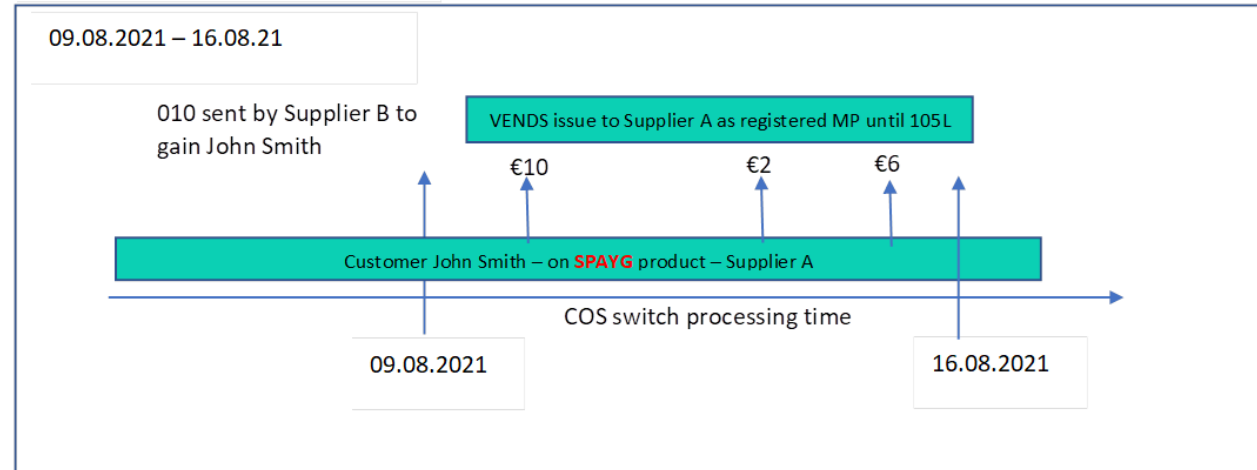 09.08.2021 – 16.08.21
010 sent by Supplier B to
gain John Smith
VENDS issue to Supplier A as registered MP until 105L
€10
€2
€6
Customer John Smith – on SPAYG product – Supplier A
COS switch processing time
09.08.2021
16.08.2021